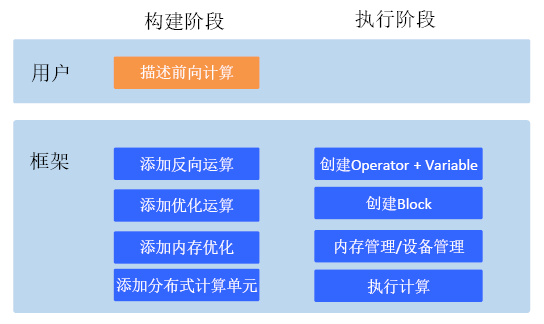 构建阶段 执行阶段
用户 描述前向计算
框架 添加反向运算 创建Operator + Variable
添加优化运算 创建Block
添加内存优化 内存管理/设备管理
添加分布式计算单元 执行计算